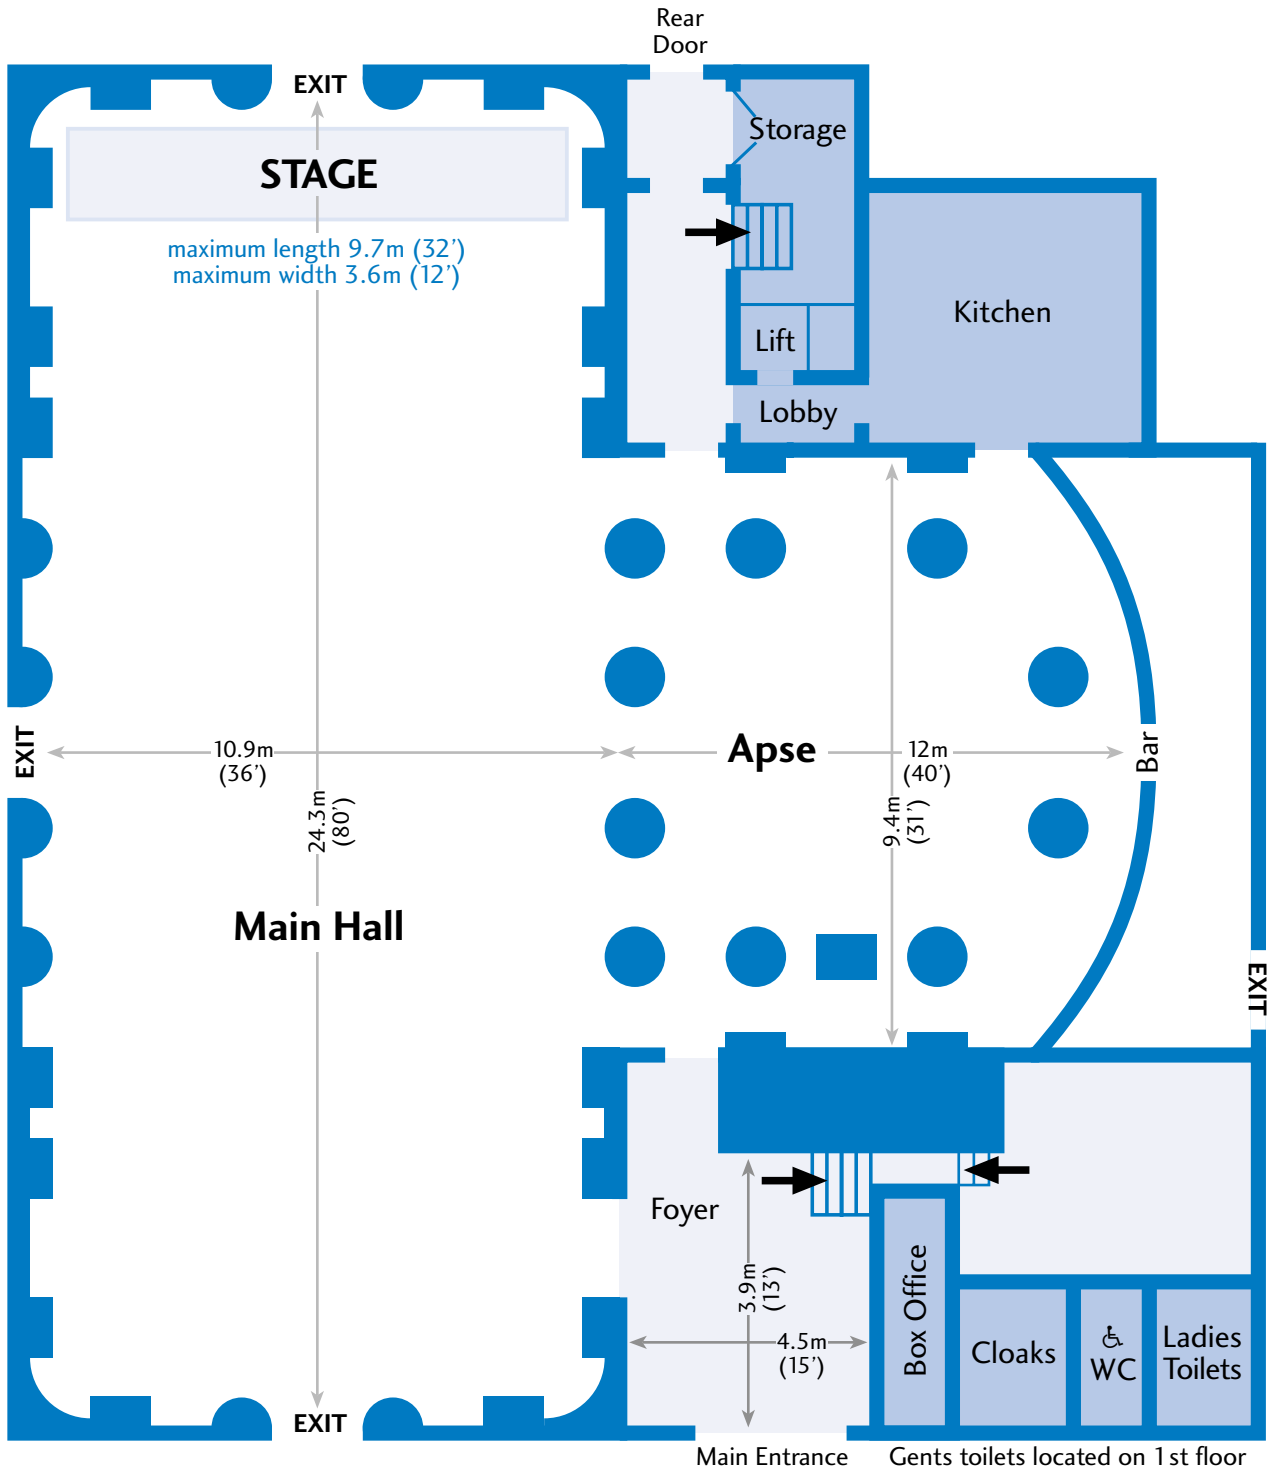 Rear
Door
EXIT
Storage
STAGE
maximum length 9.7m (32’)
maximum width 3.6m (12’)
Kitchen
Lift
Lobby
EXIT
10.9m
(36’)
Apse
12m
(40’)
Bar
24.3m
(80’)
9.4m
(31’)
Main Hall
EXIT
Foyer
3.9m
(13’)
4.5m
(15’)
Box Office
Cloaks
WC
Ladies
Toilets
EXIT
Main Entrance
Gents toilets located on 1st floor